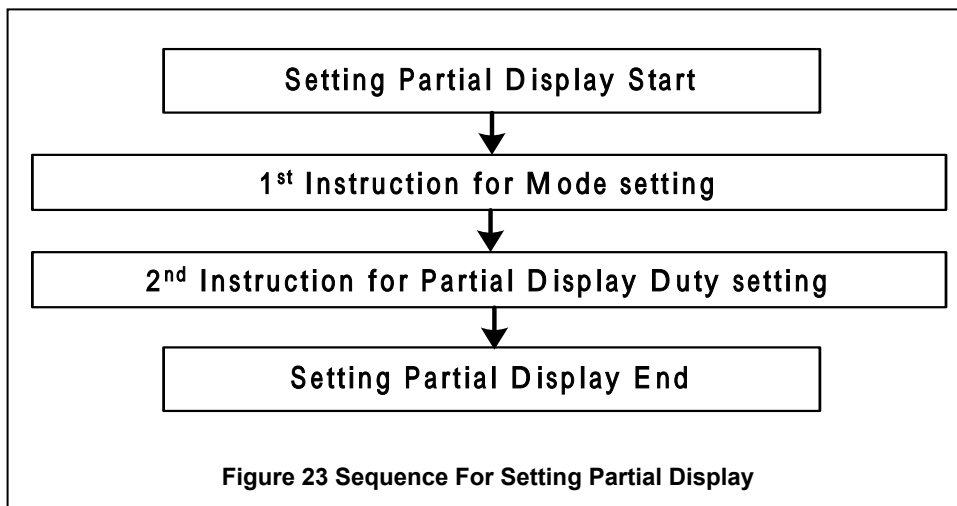 Setting Partial Display Start
1st Instruction for Mode setting
2nd Instruction for Partial Display Duty setting
Setting Partial Display End
Figure 23 Sequence For Setting Partial Display